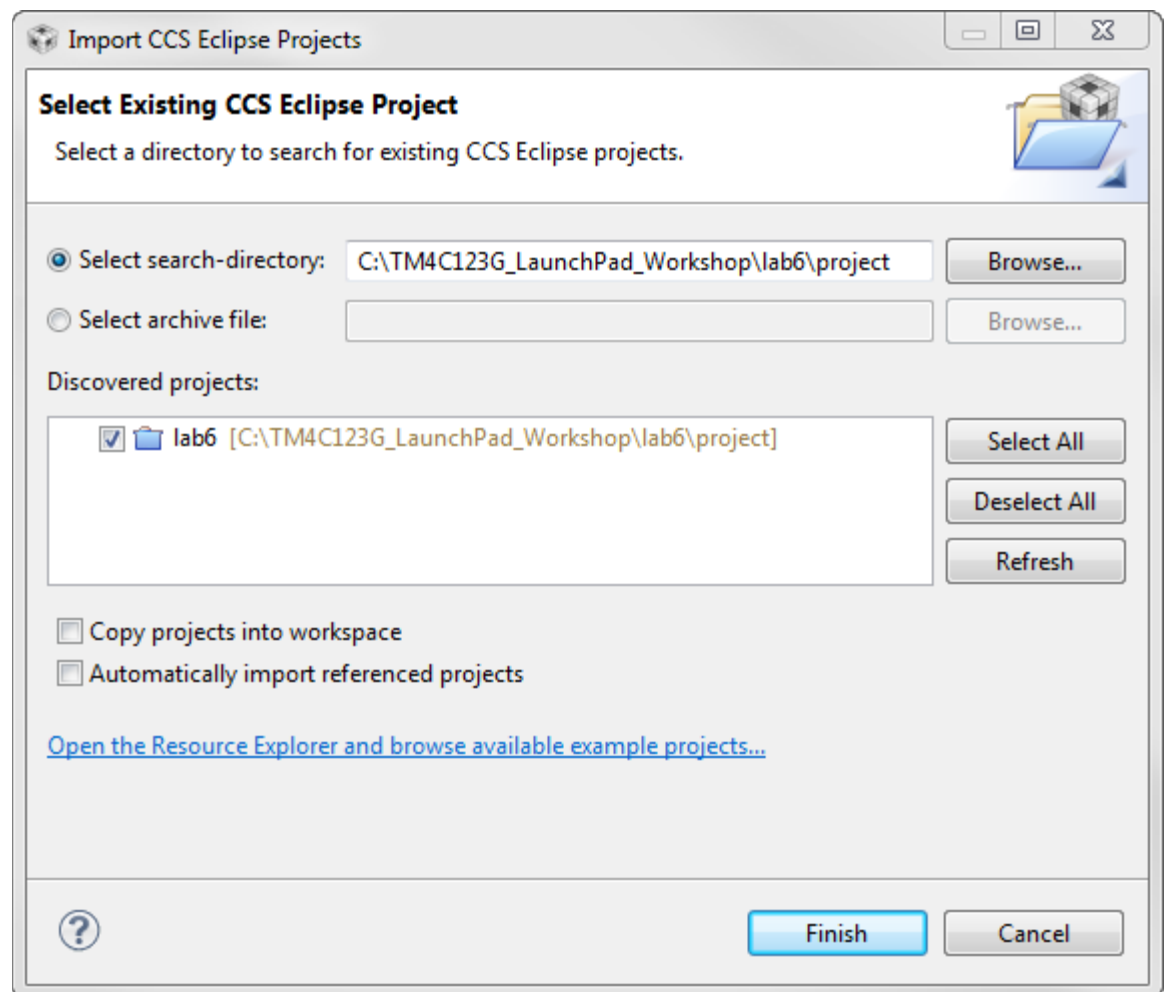 Import CCS Eclipse Projects
Select Existing CCS Eclipse Project
Select a directory to search for existing CCS Eclipse projects.
Select search-directory: C:\TM4C123G_LaunchPad_Workshop\lab6\project Browse...
Select archive file: Browse...
Discovered projects:
lab6 [C:\TM4C123G_LaunchPad_Workshop\lab6\project] Select All
Deselect All
Refresh
Copy projects into workspace
Automatically import referenced projects
Open the Resource Explorer and browse available example projects...
? Finish Cancel